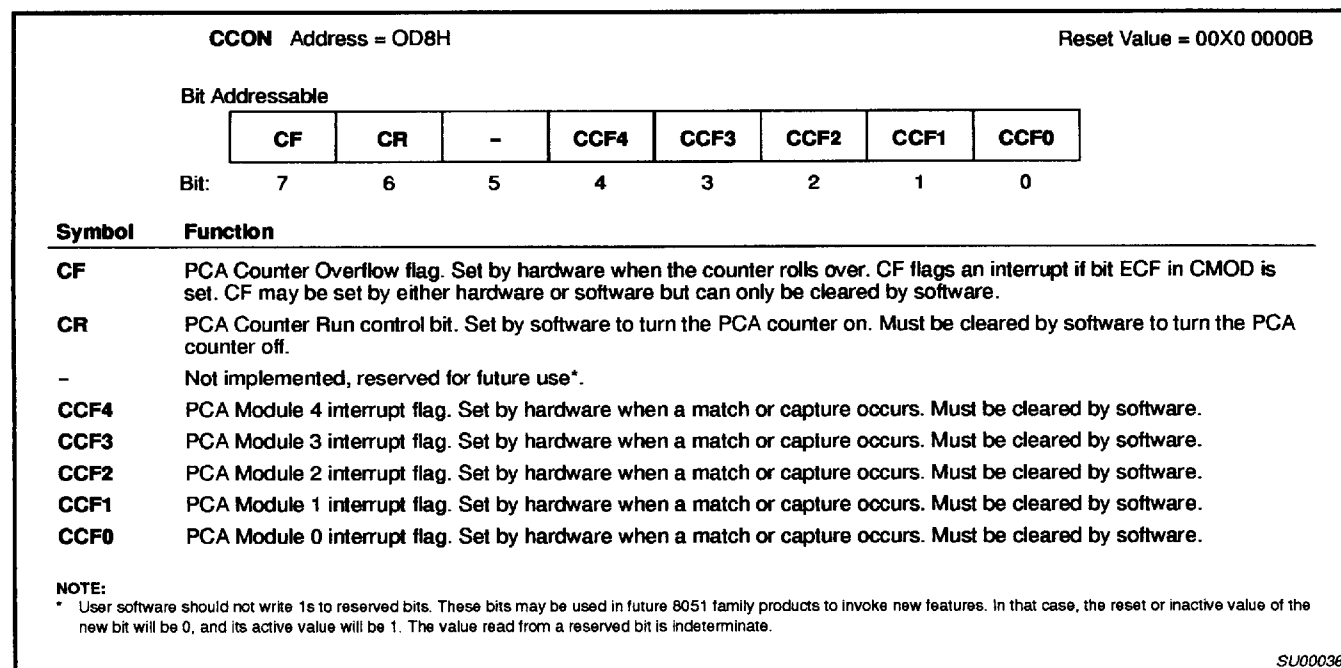 CCON Address = OD8H Reset Value = 00X0 0000B
Bit Addressable
CF CR – CCF4 CCF3 CCF2 CCF1 CCF0
Bit: 7 6 5 4 3 2 1 0
Symbol Function
CF PCA Counter Overflow flag. Set by hardware when the counter rolls over. CF flags an interrupt if bit ECF in CMOD is
set. CF may be set by either hardware or software but can only be cleared by software.
CR PCA Counter Run control bit. Set by software to turn the PCA counter on. Must be cleared by software to turn the PCA
counter off.
– Not implemented, reserved for future use*.
CCF4 PCA Module 4 interrupt flag. Set by hardware when a match or capture occurs. Must be cleared by software.
CCF3 PCA Module 3 interrupt flag. Set by hardware when a match or capture occurs. Must be cleared by software.
CCF2 PCA Module 2 interrupt flag. Set by hardware when a match or capture occurs. Must be cleared by software.
CCF1 PCA Module 1 interrupt flag. Set by hardware when a match or capture occurs. Must be cleared by software.
CCF0 PCA Module 0 interrupt flag. Set by hardware when a match or capture occurs. Must be cleared by software.
NOTE:
* User software should not write 1s to reserved bits. These bits may be used in future 8051 family products to invoke new features. In that case, the reset or inactive value of the
new bit will be 0, and its active value will be 1. The value read from a reserved bit is indeterminate.
SU00036